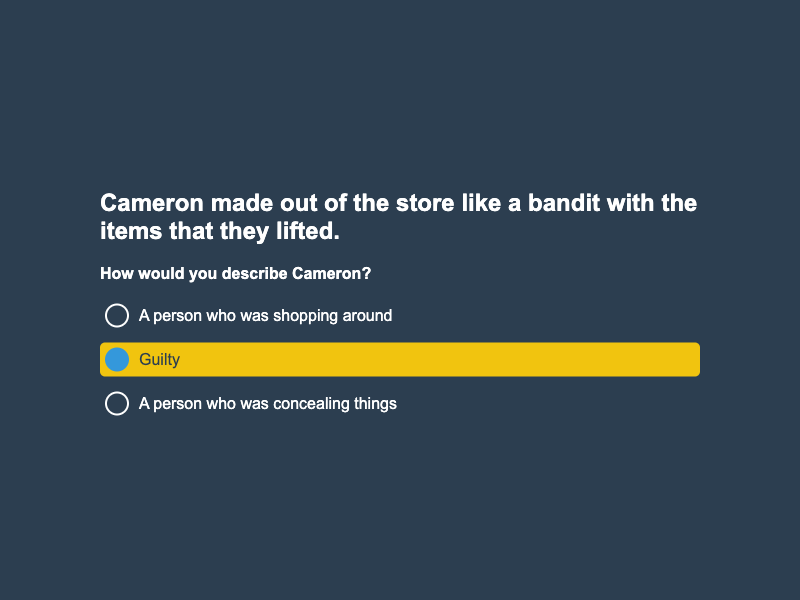 Cameron made out of the store like a bandit with the
items that they lifted.
How would you describe Cameron?
A person who was shopping around
Guilty
A person who was concealing things